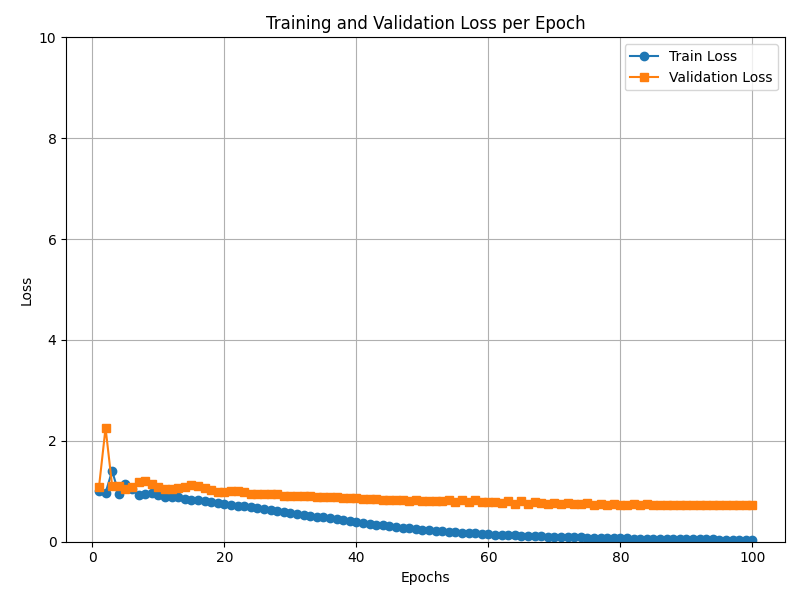 Training and Validation Loss per Epoch
10
Train Loss
Validation Loss
8
6
Loss
4
2
0
0 20 40 60 80 100
Epochs